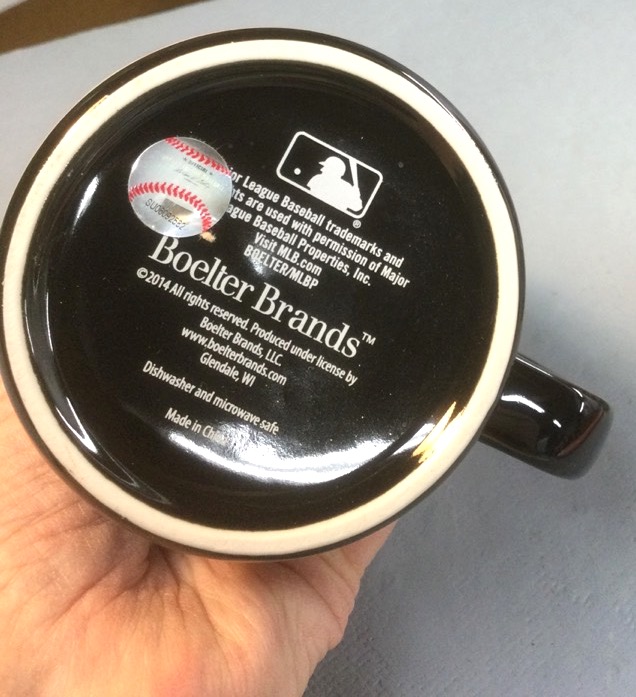 League Baseball trademarks and
are used with permission of Major
Baseball Properties, Inc.
Visit MLB.com
BOELTER/MLBP
Boelter Brands™
©2014 All rights reserved. Produced under license by
Boelter Brands, LLC.
www.boelterbrands.com
Glendale, WI
Dishwasher and microwave safe
Made in